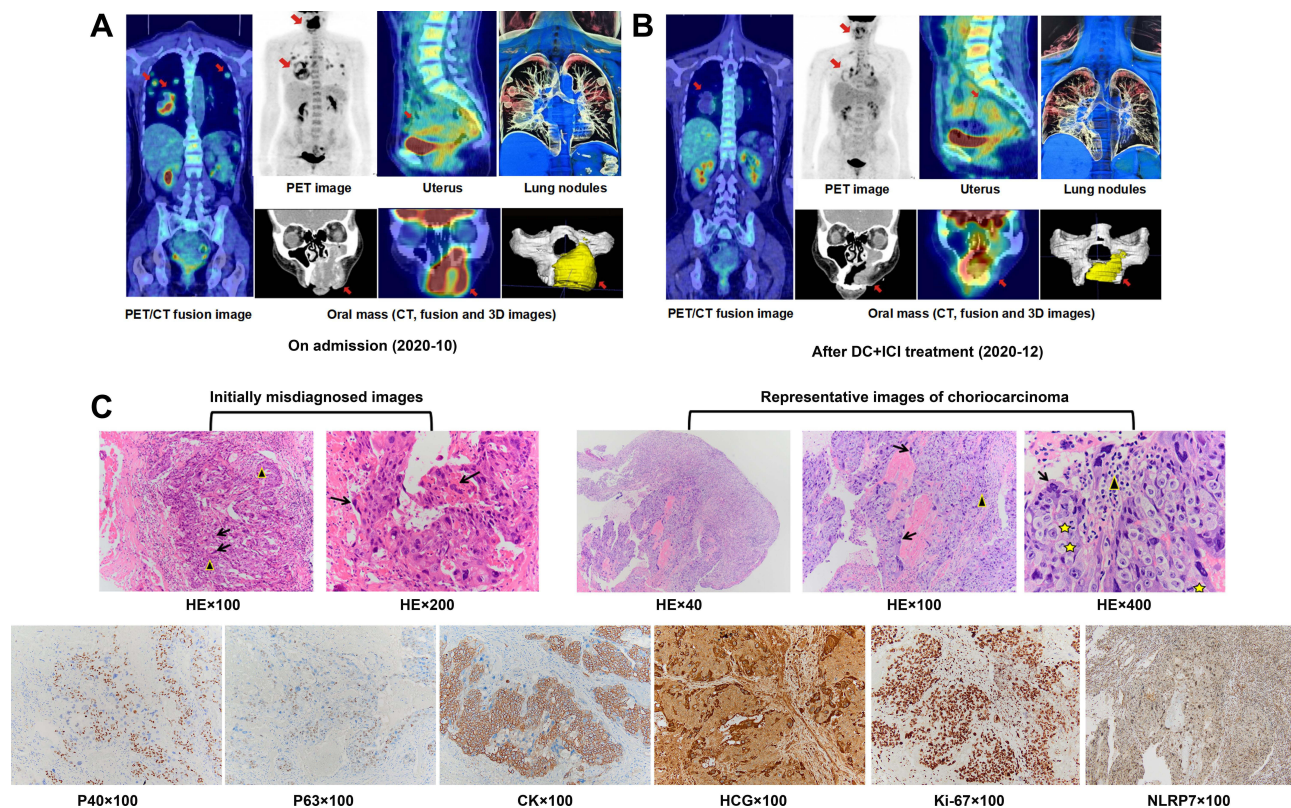 A
PET image
Uterus
Lung nodules
PET/CT fusion image
Oral mass (CT, fusion and 3D images)
On admission (2020-10)
B
PET image
Uterus
Lung nodules
PET/CT fusion image
Oral mass (CT, fusion and 3D images)
After DC+ICI treatment (2020-12)
C
Initially misdiagnosed images
Representative images of choriocarcinoma
HE×100
HE×200
HE×40
HE×100
HE×400
P40×100
P63×100
CK×100
HCG×100
Ki-67×100
NLRP7×100